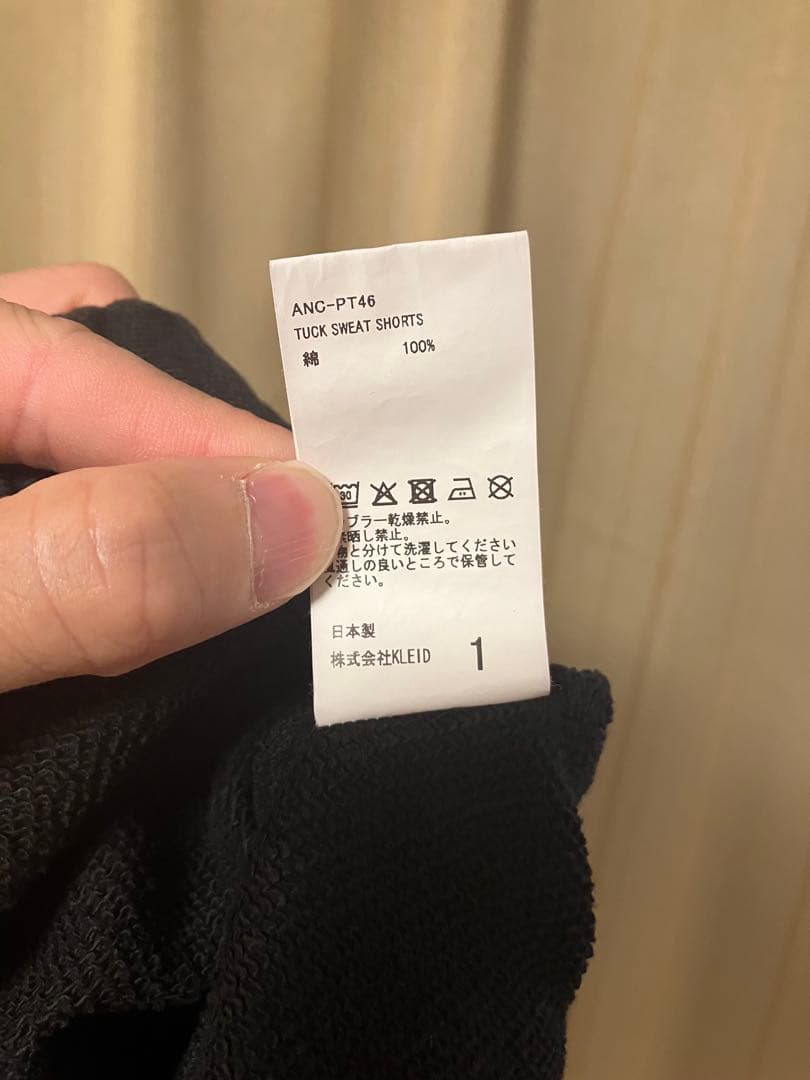 ANC-PT46
TUCK SWEAT SHORTS
綿 100%
30
ブラー乾燥禁止。
晒し禁止。
物と分けて洗濯してください
通しの良いところで保管して
ください。
日本製
株式会社KLEID 1